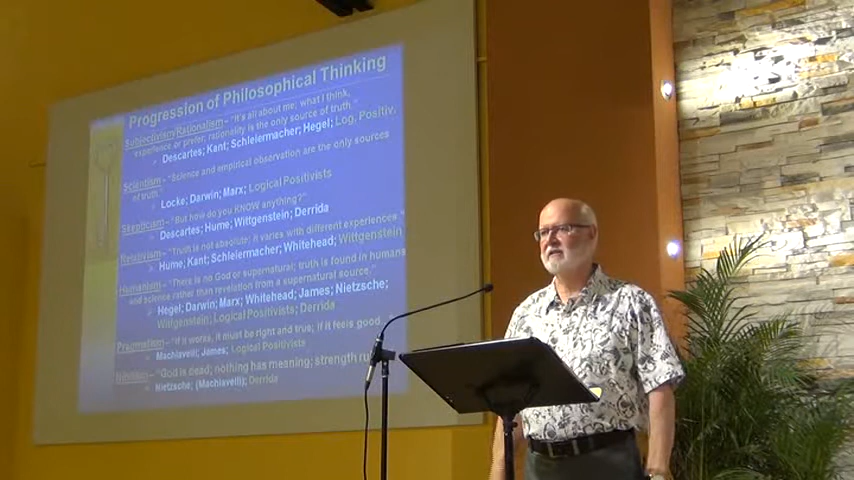 Progression of Philosophical Thinking
Subjectivism/Rationalism – "It's all about me; what I think,
experience or prefer; rationality is the only source of truth."
Descartes; Kant; Schleiermacher; Hegel; Log. Positiv.
Scientism – "Science and empirical observation are the only sources
of truth"
Locke; Darwin; Marx; Logical Positivists
Skepticism – "But how do you KNOW anything?"
Descartes; Hume; Wittgenstein; Derrida
Relativism – "Truth is not absolute; it varies with different experiences."
Hume; Kant; Schleiermacher; Whitehead; Wittgenstein
Humanism – "There is no God or supernatural; truth is found in humans
and science rather than revelation from a supernatural source."
Hegel; Darwin; Marx; Whitehead; James; Nietzsche;
Wittgenstein; Logical Positivists; Derrida
Pragmatism – "If it works, it must be right and true; if it feels good
Machiavelli; James; Logical Positivists
Nihilism – "God is dead; nothing has meaning; strength
Nietzsche; (Machiavelli); Derrida